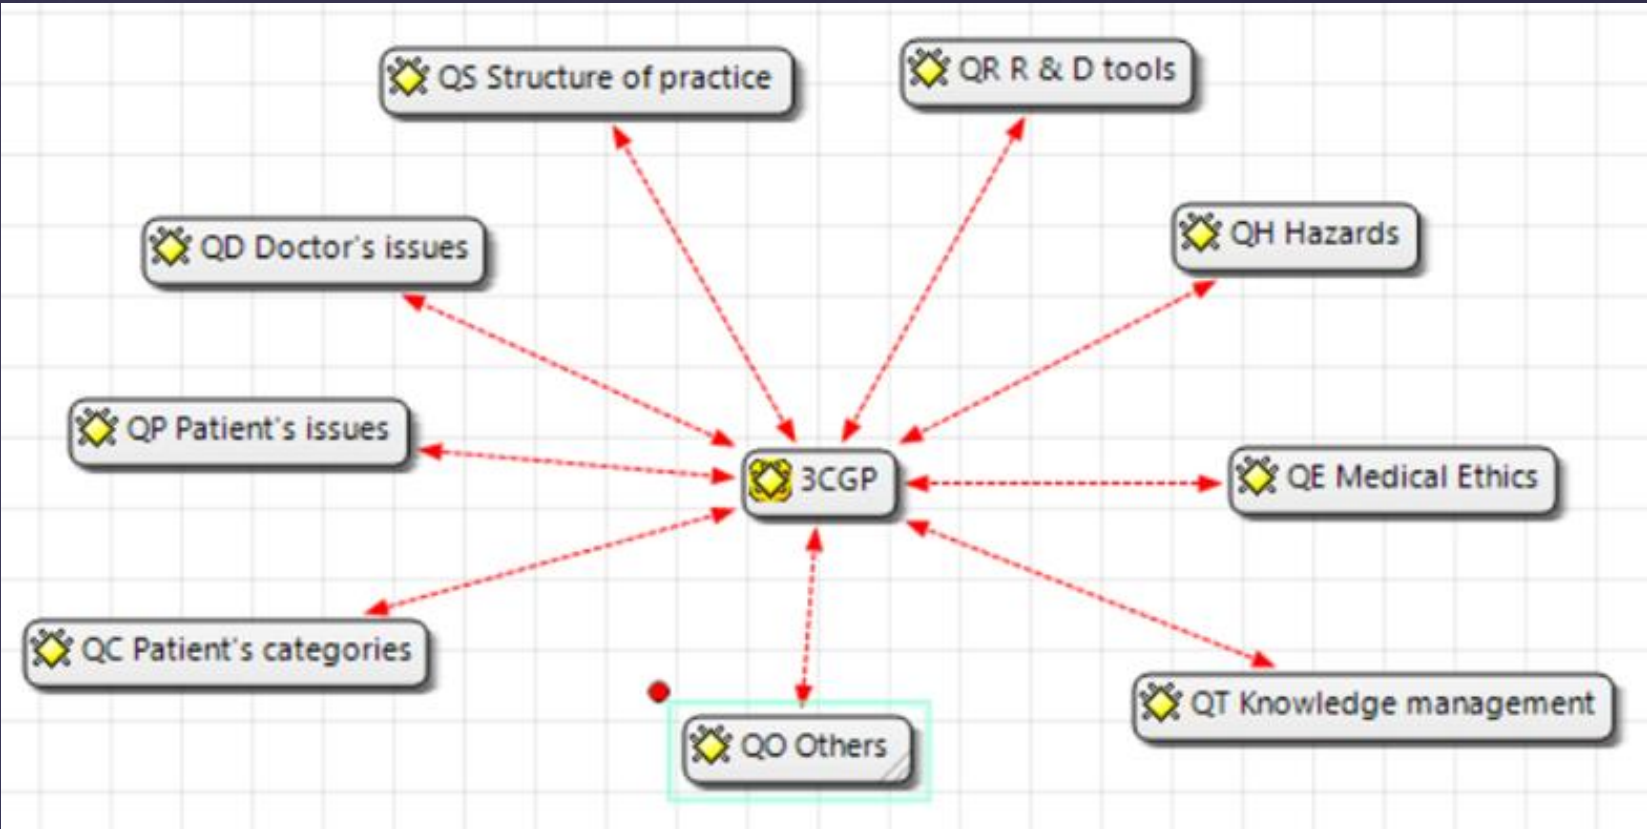 QS Structure of practice
QR R & D tools
QD Doctor's issues
QH Hazards
QP Patient's issues
3CGP
QE Medical Ethics
QC Patient's categories
QT Knowledge management
QO Others